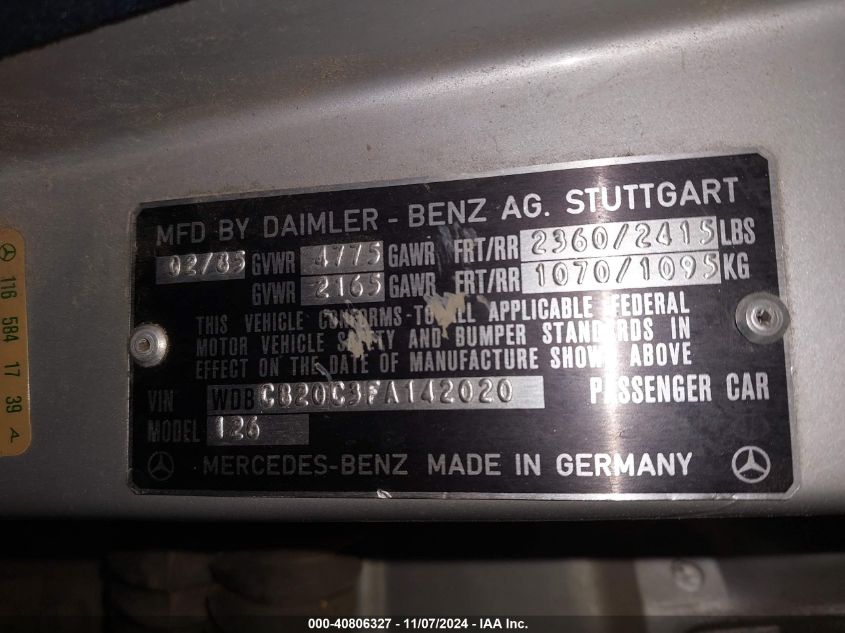 MFD BY DAIMLER - BENZ AG. STUTTGART
02/85 GVWR 4775 GAWR FRT/RR 2360/2415 LBS
GVWR 2165 GAWR FRT/RR 1070/1095 KG
THIS VEHICLE CONFORMS-TO ALL APPLICABLE FEDERAL
MOTOR VEHICLE SAFETY AND BUMPER STANDARDS IN
EFFECT ON THE DATE OF MANUFACTURE SHOWN ABOVE
VIN WDBCB20C3FA142020 PASSENGER CAR
MODEL 126
MERCEDES-BENZ MADE IN GERMANY
116 584 17 39 A
000-40806327 - 11/07/2024 - IAA Inc.